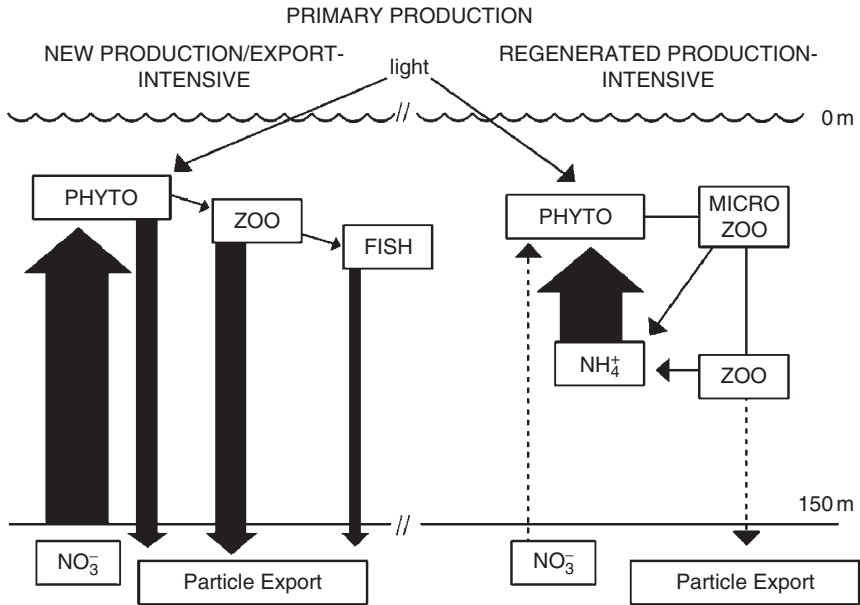 PRIMARY PRODUCTION
NEW PRODUCTION/EXPORT-
INTENSIVE
light
REGENERATED PRODUCTION-
INTENSIVE
//
0 m
PHYTO
ZOO
FISH
PHYTO
MICRO
ZOO
NH₄⁺
ZOO
150 m
//
NO₃⁻
Particle Export
NO₃⁻
Particle Export